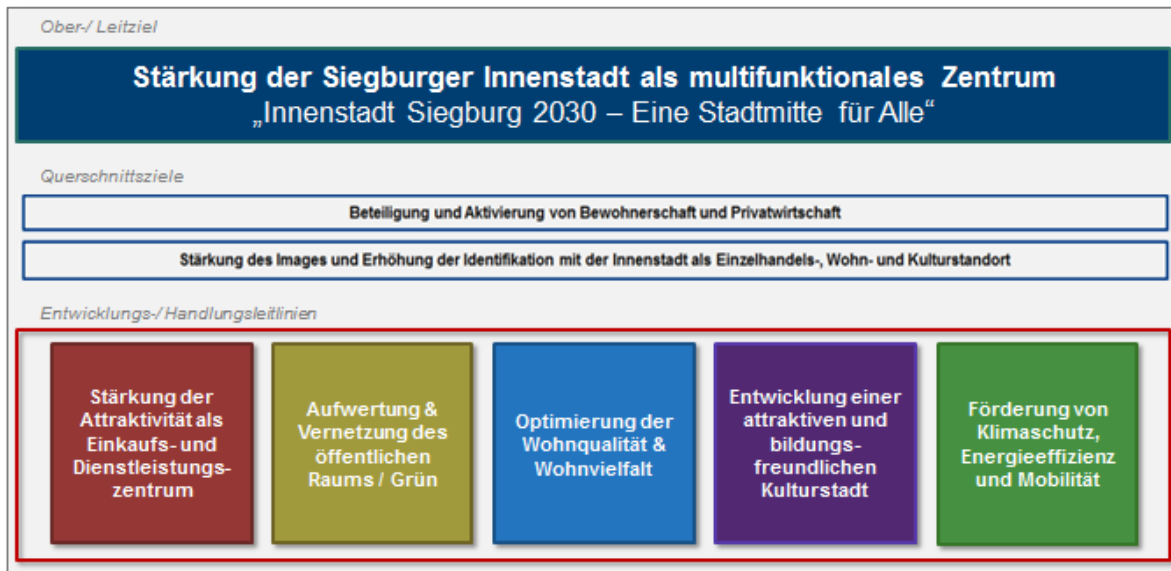 Ober-/ Leitziel
Stärkung der Siegburger Innenstadt als multifunktionales Zentrum
„Innenstadt Siegburg 2030 – Eine Stadtmitte für Alle“
Querschnittsziele
Beteiligung und Aktivierung von Bewohnerschaft und Privatwirtschaft
Stärkung des Images und Erhöhung der Identifikation mit der Innenstadt als Einzelhandels-, Wohn- und Kulturstandort
Entwicklungs-/ Handlungsleitlinien
Stärkung der
Attraktivität als
Einkaufs- und
Dienstleistungs-
zentrum
Aufwertung &
Vernetzung des
öffentlichen
Raums / Grün
Optimierung der
Wohnqualität &
Wohnvielfalt
Entwicklung einer
attraktiven und
bildungs-
freundlichen
Kulturstadt
Förderung von
Klimaschutz,
Energieeffizienz
und Mobilität